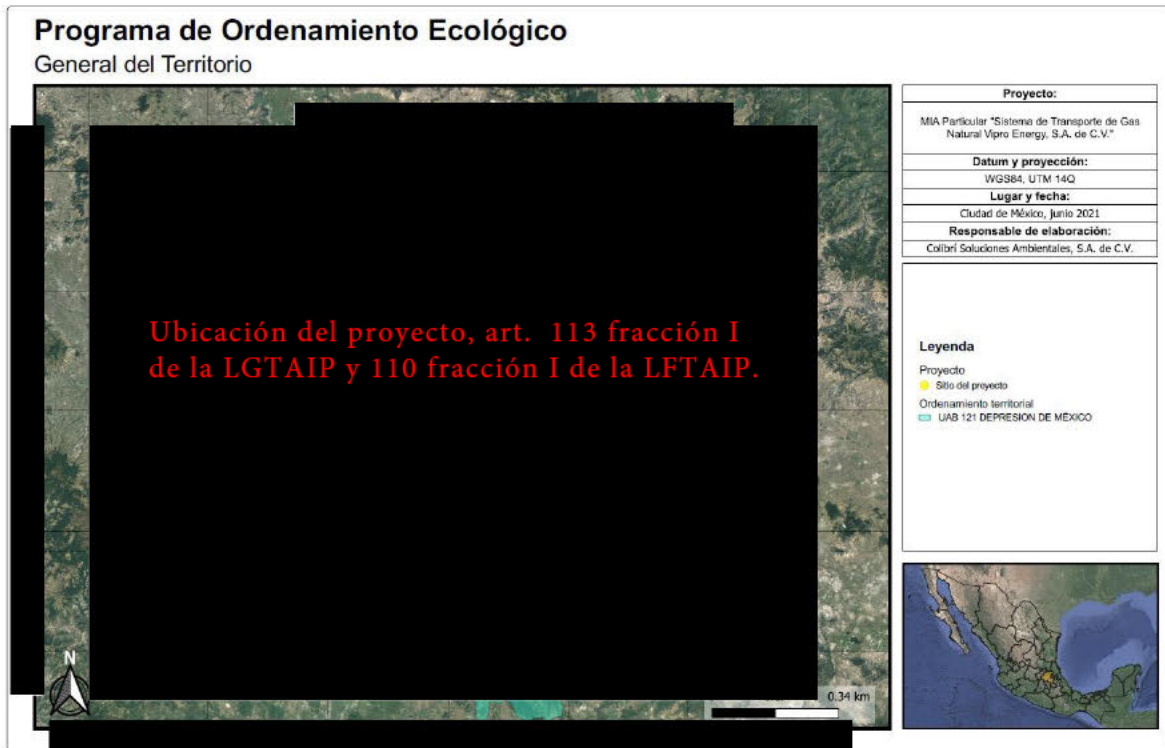 Programa de Ordenamiento Ecológico
General del Territorio
Ubicación del proyecto, art. 113 fracción I
de la LGTAIP y 110 fracción I de la LFTAIP.
N
0.34 km
Proyecto:
MIA Particular "Sistema de Transporte de Gas
Natural Vipro Energy, S.A. de C.V."
Datum y proyección:
WGS84, UTM 14Q
Lugar y fecha:
Ciudad de México, junio 2021
Responsable de elaboración:
Colibrí Soluciones Ambientales, S.A. de C.V.
Leyenda
Proyecto
Sitio del proyecto
Ordenamiento territorial
UAB 121 DEPRESION DE MÉXICO